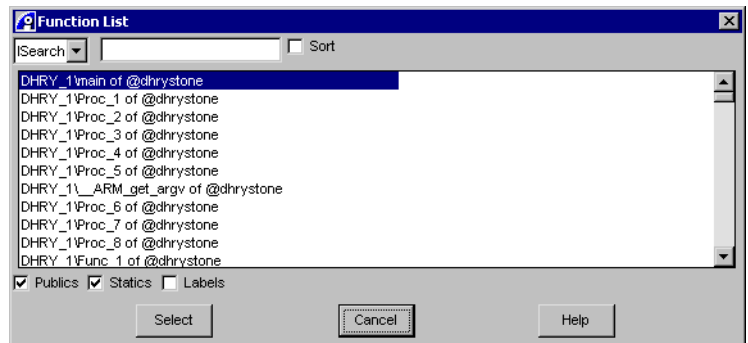 Function List
ISearch Sort
DHRY_1\main of @dhrystone
DHRY_1\Proc_1 of @dhrystone
DHRY_1\Proc_2 of @dhrystone
DHRY_1\Proc_3 of @dhrystone
DHRY_1\Proc_4 of @dhrystone
DHRY_1\Proc_5 of @dhrystone
DHRY_1\__ARM_get_argv of @dhrystone
DHRY_1\Proc_6 of @dhrystone
DHRY_1\Proc_7 of @dhrystone
DHRY_1\Proc_8 of @dhrystone
DHRY_1\Func_1 of @dhrystone
Publics Statics Labels
Select Cancel Help